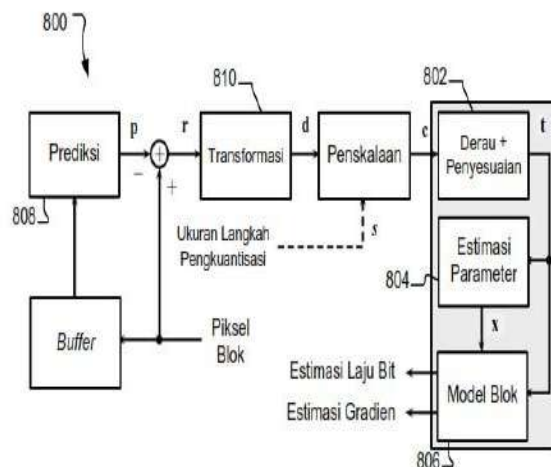 800
810
802
Prediksi
p
−
+
r
Transformasi
d
Penskalaan
c
Derau +
Penyesuaian
t
+
808
Ukuran Langkah
Pengkuantisasi
s
804
Estimasi
Parameter
x
Buffer
Piksel
Blok
Estimasi Laju Bit
Estimasi Gradien
Model Blok
806